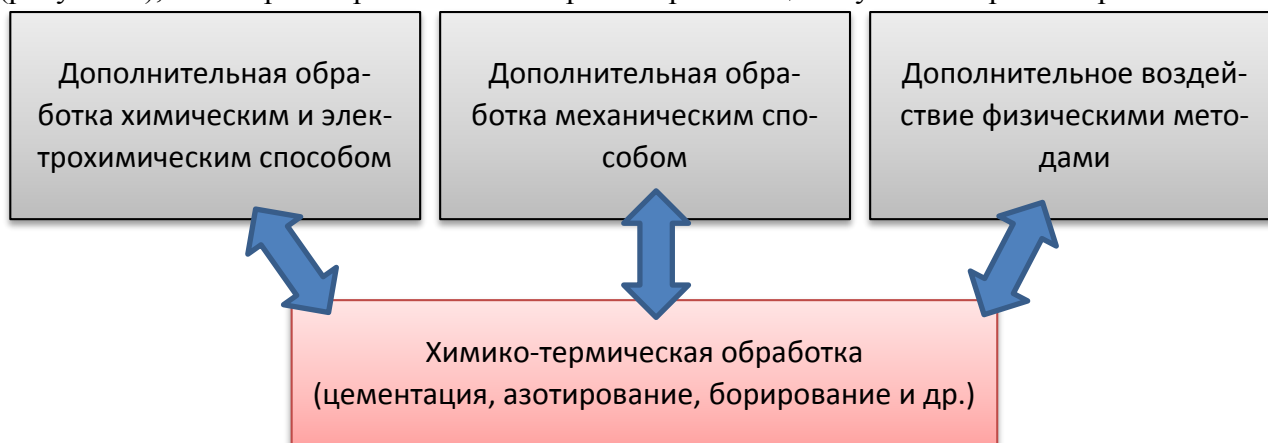 Дополнительная обра-
ботка химическим и элек-
трохимическим способом
Дополнительная обра-
ботка механическим спо-
собом
Дополнительное воздей-
ствие физическими мето-
дами
Химико-термическая обработка
(цементация, азотирование, борирование и др.)